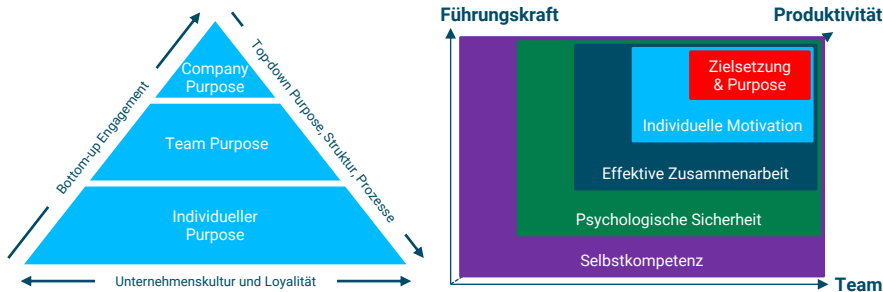 Company
Purpose
Team Purpose
Individueller
Purpose
Bottom-up Engagement
Top-down Purpose, Struktur, Prozesse
Unternehmenskultur und Loyalität
Führungskraft
Produktivität
Zielsetzung
& Purpose
Individuelle Motivation
Effektive Zusammenarbeit
Psychologische Sicherheit
Selbstkompetenz
Team